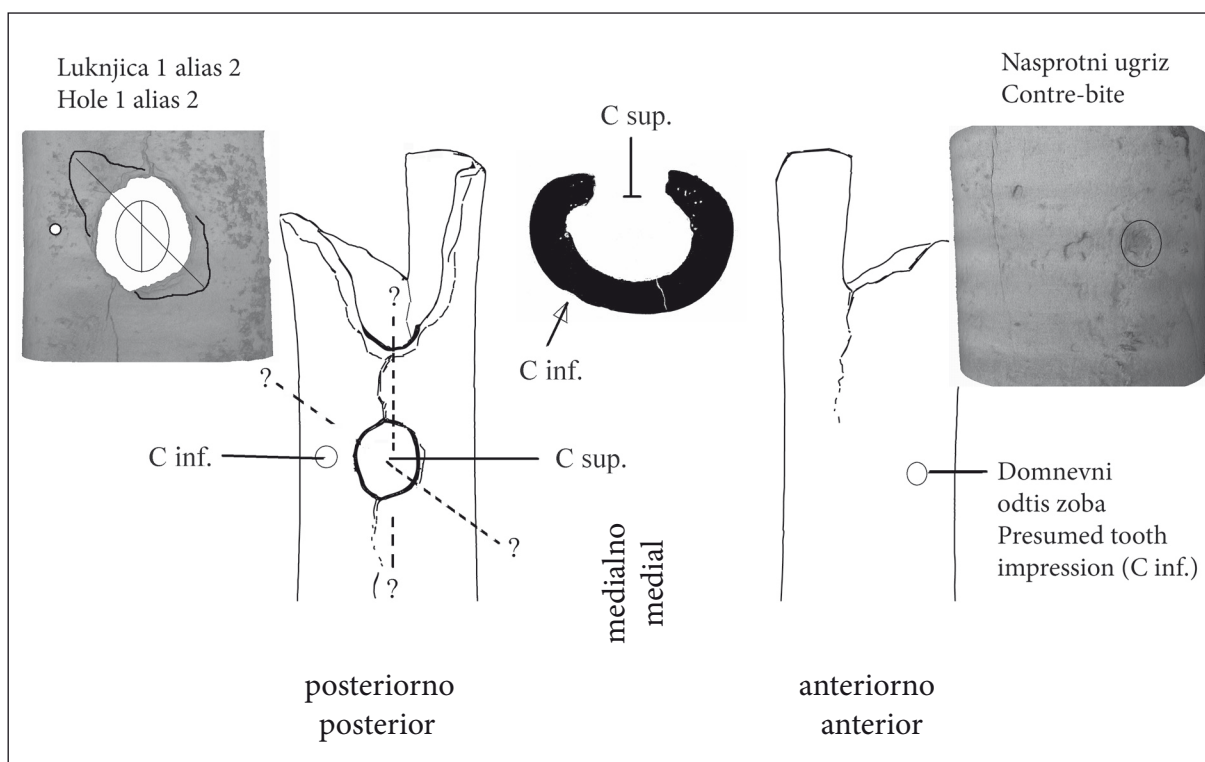 Luknjica 1 alias 2
Hole 1 alias 2
C sup.
Nasprotni ugriz
Contre-bite
?
C inf.
?
C inf.
C sup.
?
?
Domnevni
odtis zoba
Presumed tooth
impression (C inf.)
medialno
medial
posteriorno
posterior
anteriorno
anterior